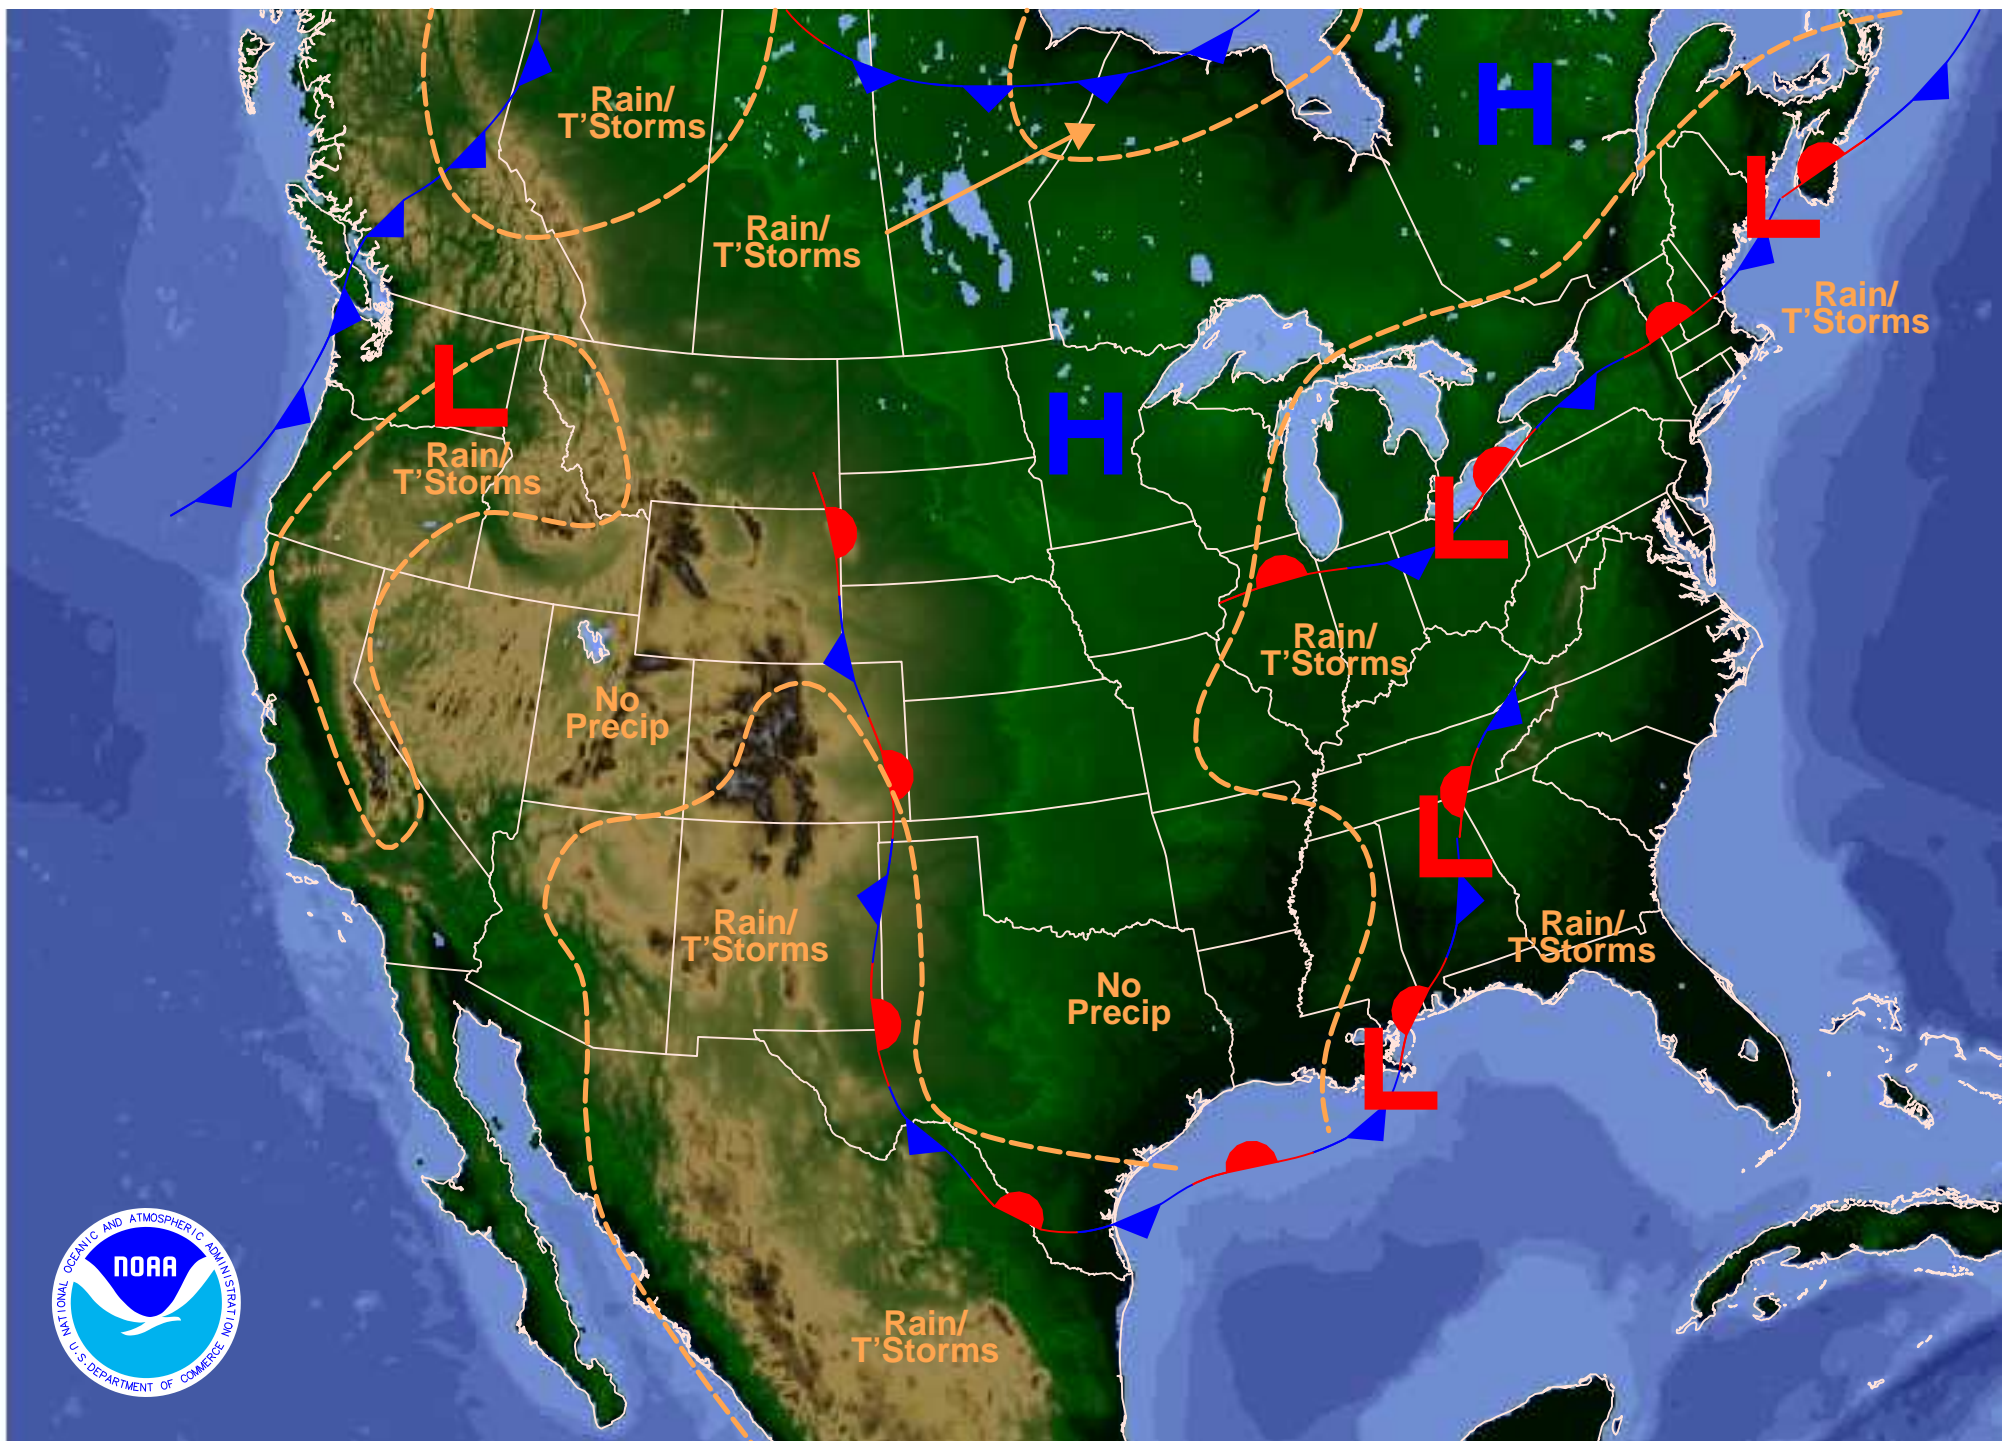 Rain/
T'Storms
H
Rain/
T'Storms
L
Rain/
T'Storms
L
H
Rain/
T'Storms
L
Rain/
T'Storms
No
Precip
L
Rain/
T'Storms
Rain/
T'Storms
No
Precip
L
Rain/
T'Storms
NATIONAL OCEANIC AND ATMOSPHERIC ADMINISTRATION
NOAA
U.S. DEPARTMENT OF COMMERCE